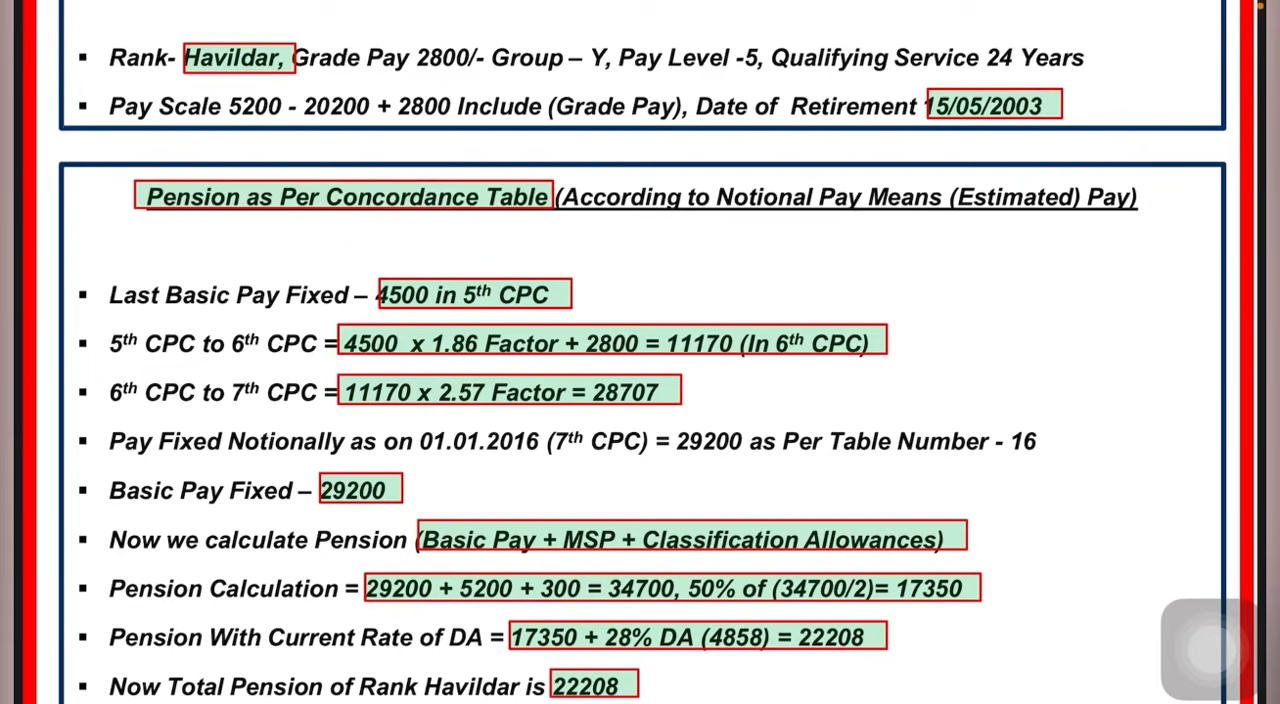 ▪ Rank- Havildar, Grade Pay 2800/- Group – Y, Pay Level -5, Qualifying Service 24 Years
▪ Pay Scale 5200 - 20200 + 2800 Include (Grade Pay), Date of Retirement 15/05/2003
Pension as Per Concordance Table (According to Notional Pay Means (Estimated) Pay)
▪ Last Basic Pay Fixed – 4500 in 5th CPC
▪ 5th CPC to 6th CPC = 4500 x 1.86 Factor + 2800 = 11170 (In 6th CPC)
▪ 6th CPC to 7th CPC = 11170 x 2.57 Factor = 28707
▪ Pay Fixed Notionally as on 01.01.2016 (7th CPC) = 29200 as Per Table Number - 16
▪ Basic Pay Fixed – 29200
▪ Now we calculate Pension (Basic Pay + MSP + Classification Allowances)
▪ Pension Calculation = 29200 + 5200 + 300 = 34700, 50% of (34700/2)= 17350
▪ Pension With Current Rate of DA = 17350 + 28% DA (4858) = 22208
▪ Now Total Pension of Rank Havildar is 22208